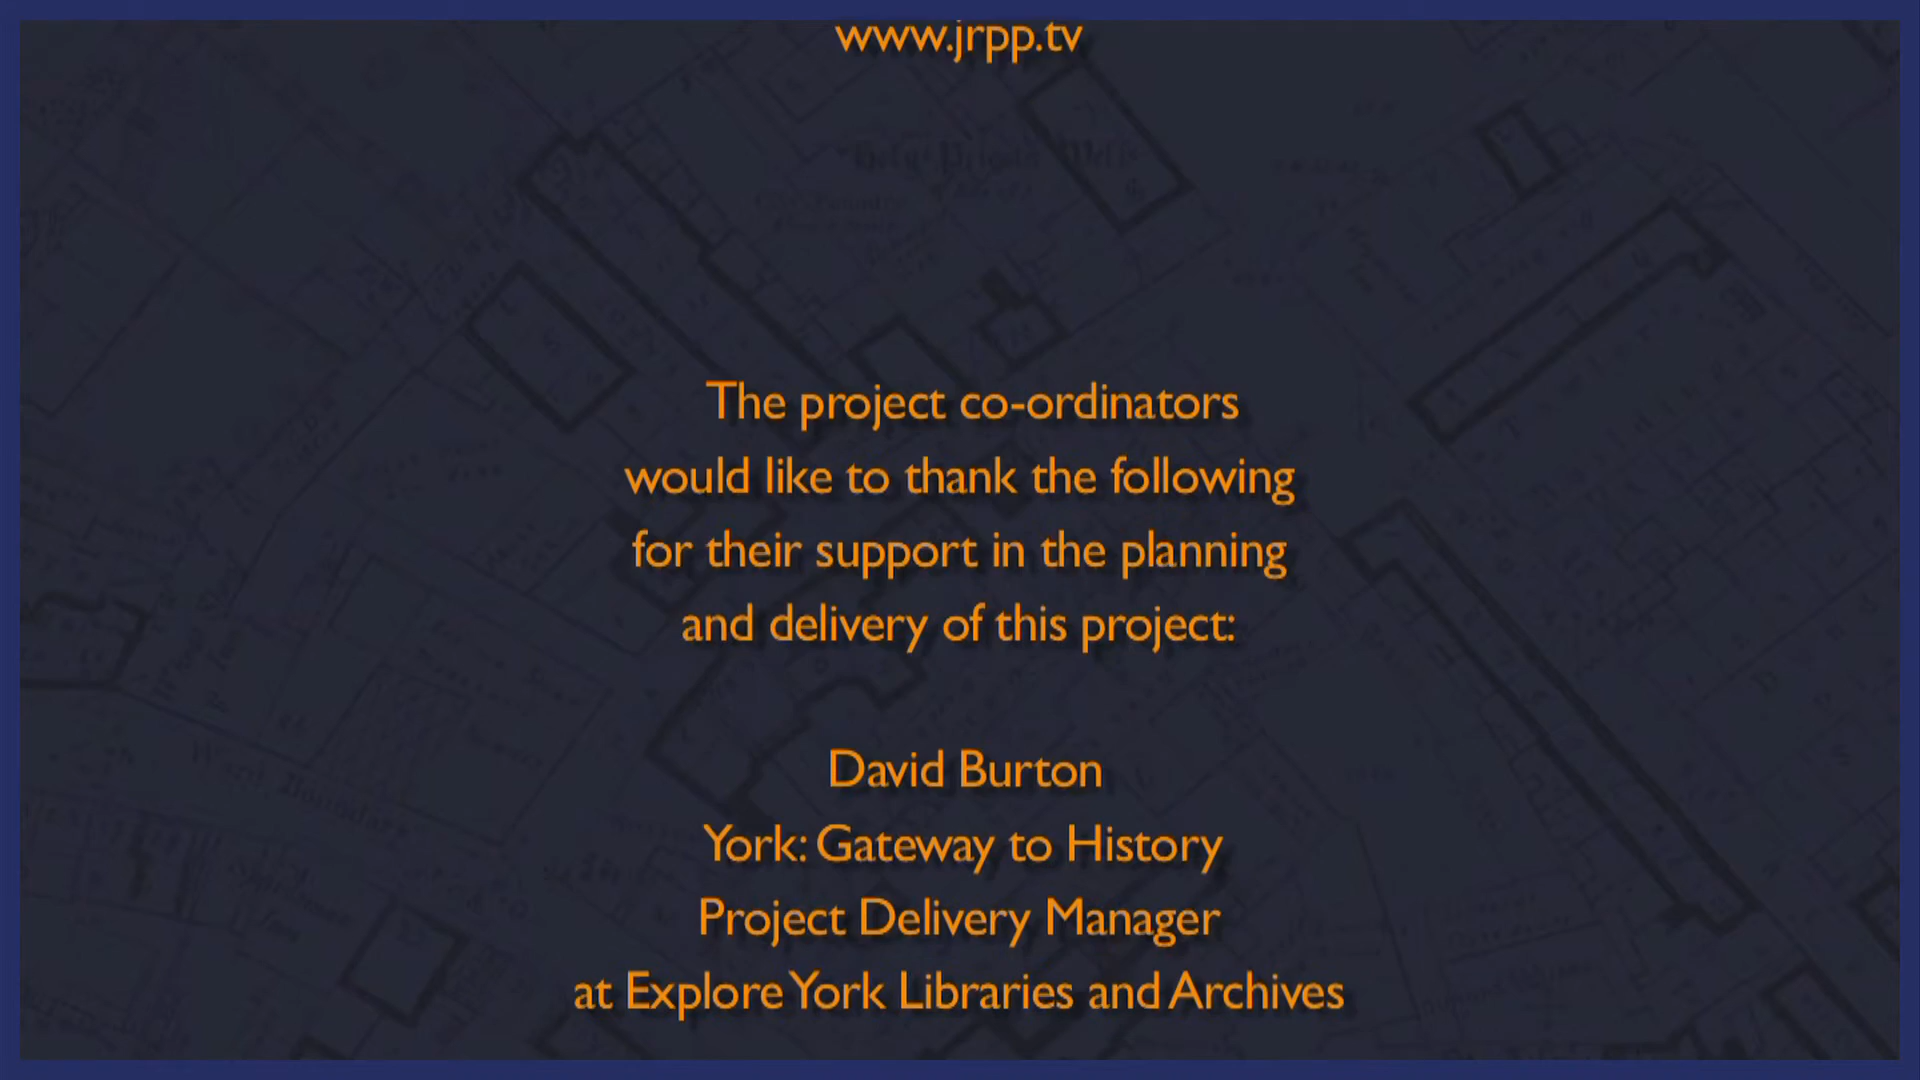 www.jrpp.tv
The project co-ordinators
would like to thank the following
for their support in the planning
and delivery of this project:
David Burton
York: Gateway to History
Project Delivery Manager
at Explore York Libraries and Archives